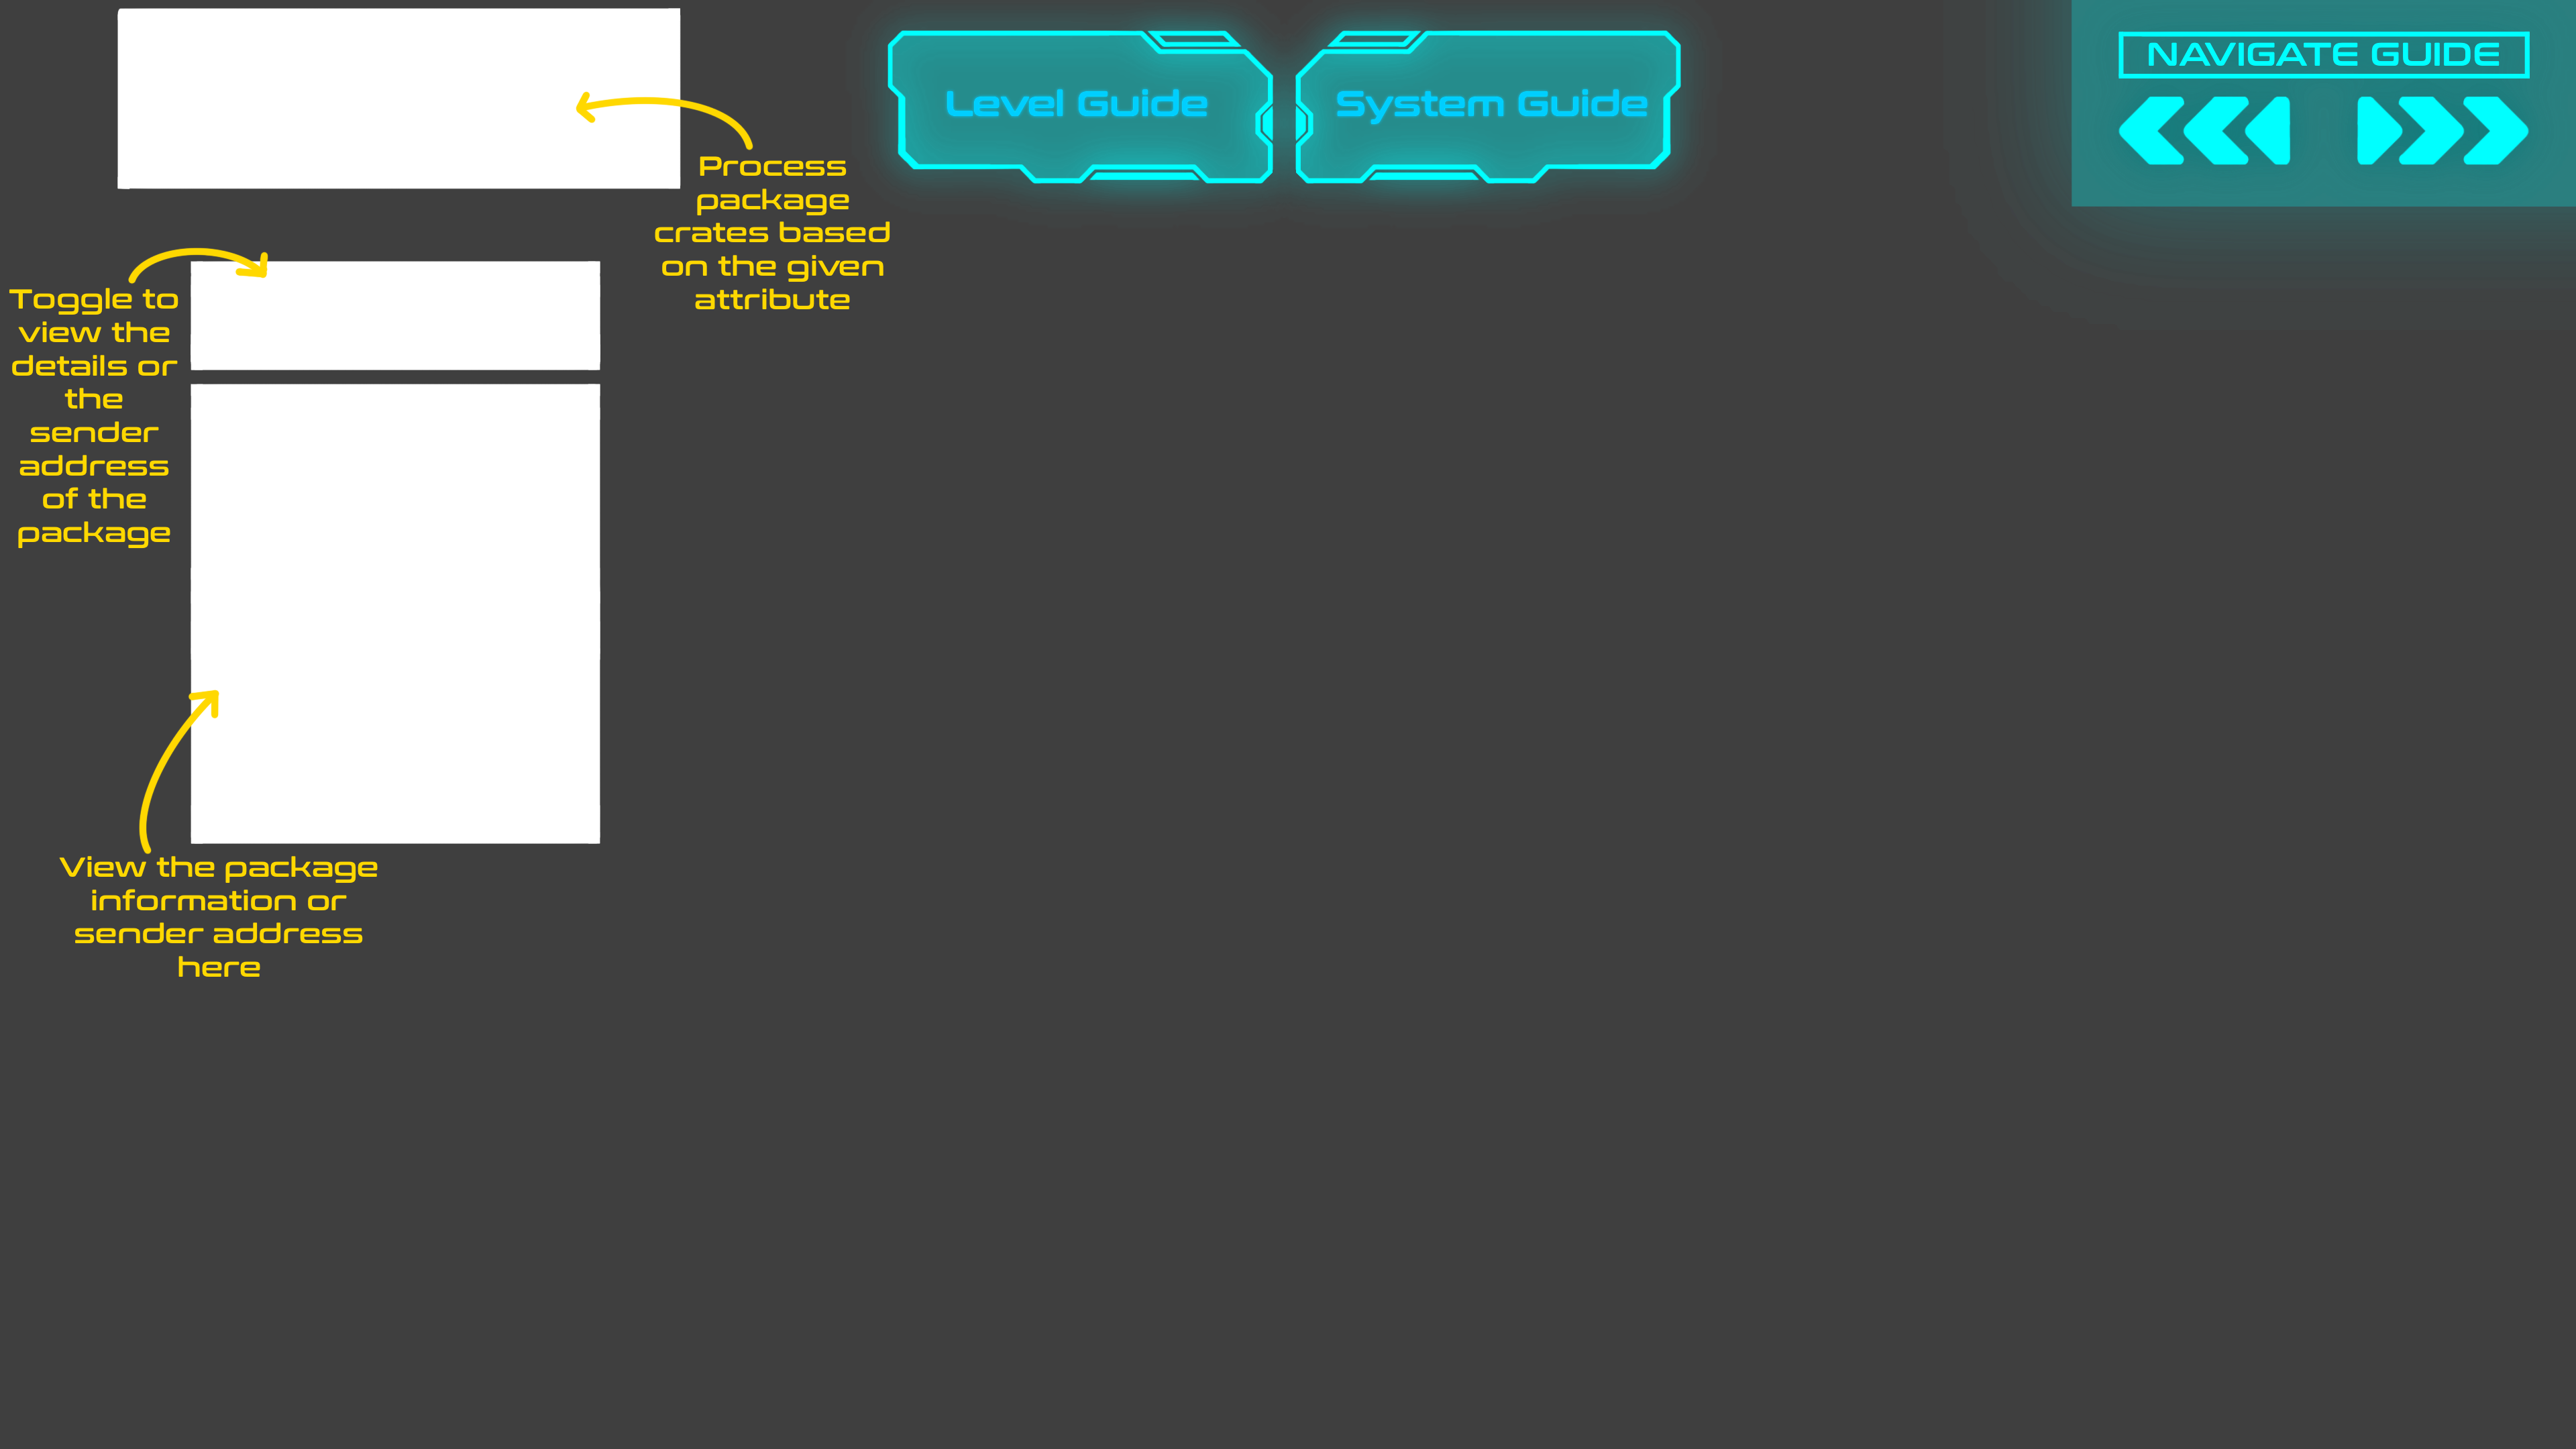 Level Guide
System Guide
NAVIGATE GUIDE
Process
package
crates based
on the given
attribute
Toggle to
view the
details or
the
sender
address
of the
package
View the package
information or
sender address
here